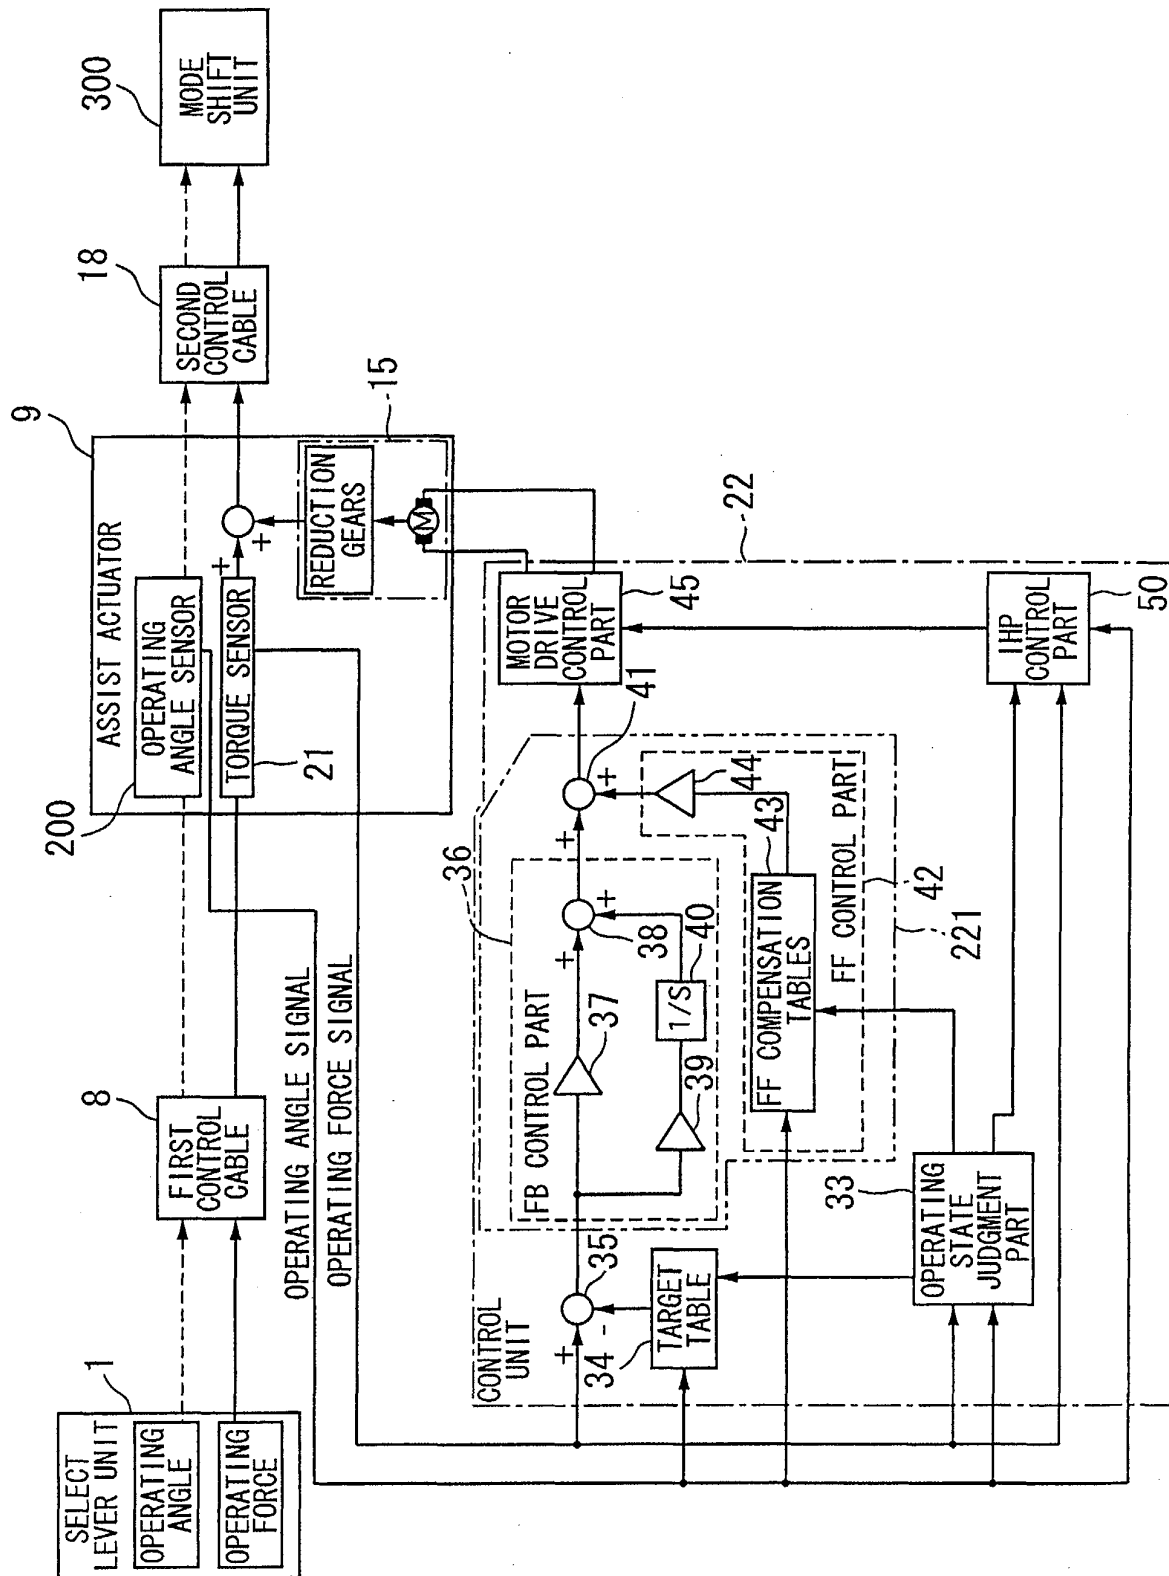 SELECT
LEVER UNIT
1
OPERATING
ANGLE
OPERATING
FORCE
8
FIRST
CONTROL
CABLE
9
ASSIST ACTUATOR
200
OPERATING
ANGLE SENSOR
TORQUE SENSOR
21
+
+
REDUCTION
GEARS
M
15
18
SECOND
CONTROL
CABLE
300
MODE
SHIFT
UNIT
OPERATING ANGLE SIGNAL
OPERATING FORCE SIGNAL
CONTROL
UNIT
22
+
35
-
34
TARGET
TABLE
36
FB CONTROL PART
37
+
38
+
39
1/S
40
+
41
+
MOTOR
DRIVE
CONTROL
PART
45
44
43
FF COMPENSATION
TABLES
FF CONTROL PART
42
221
33
OPERATING
STATE
JUDGMENT
PART
IHP
CONTROL
PART
50